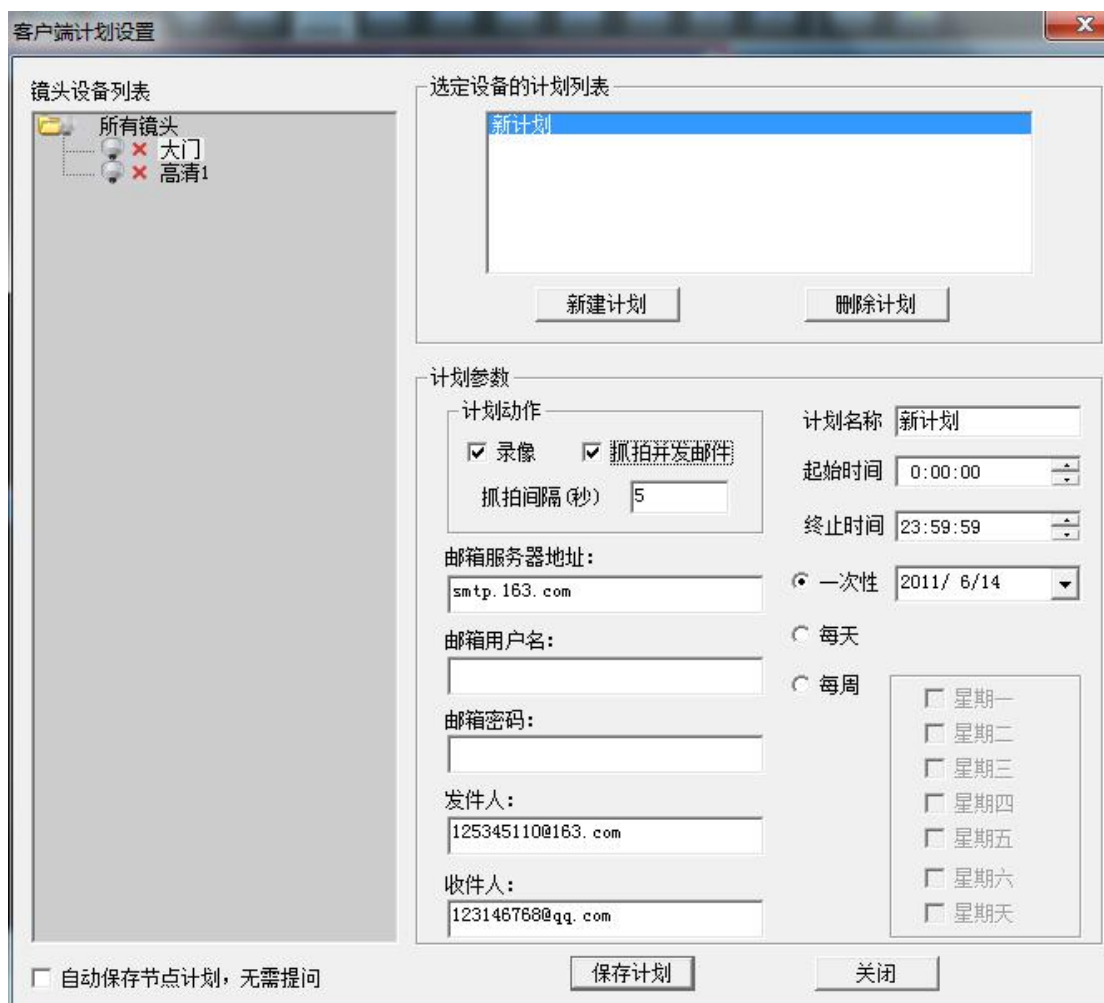 客户端计划设置
镜头设备列表
所有镜头
大门
高清1
选定设备的计划列表
新计划
新建计划
删除计划
计划参数
计划动作
录像
抓拍并发邮件
抓拍间隔(秒)
5
邮箱服务器地址:
smtp.163.com
邮箱用户名:
邮箱密码:
发件人:
125345110@163.com
收件人:
123146768@qq.com
计划名称
新计划
起始时间
0:00:00
终止时间
23:59:59
一次性
2011/ 6/14
每天
每周
星期一
星期二
星期三
星期四
星期五
星期六
星期天
自动保存节点计划，无需提问
保存计划
关闭